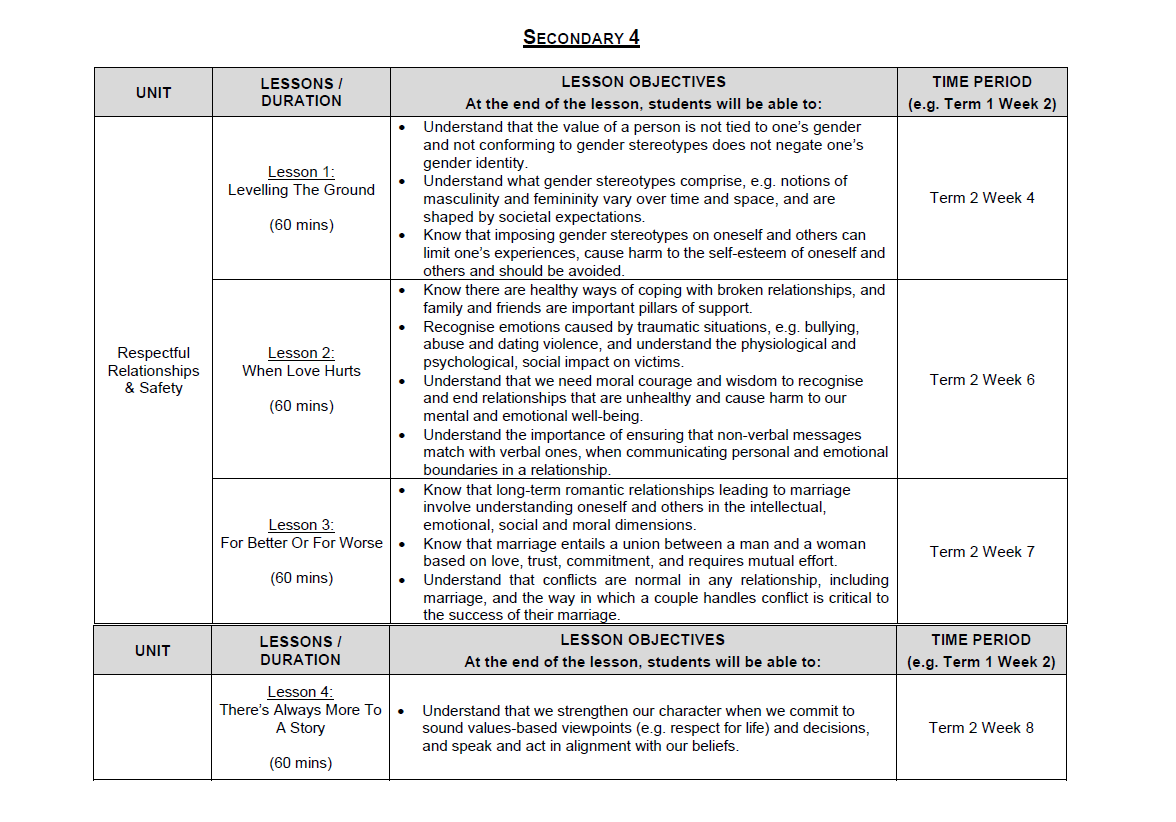 SECONDARY 4
UNIT
LESSONS /
DURATION
LESSON OBJECTIVES
At the end of the lesson, students will be able to:
TIME PERIOD
(e.g. Term 1 Week 2)
Respectful
Relationships
& Safety
Lesson 1:
Levelling The Ground
(60 mins)
• Understand that the value of a person is not tied to one's gender
and not conforming to gender stereotypes does not negate one's
gender identity.
• Understand what gender stereotypes comprise, e.g. notions of
masculinity and femininity vary over time and space, and are
shaped by societal expectations.
• Know that imposing gender stereotypes on oneself and others can
limit one's experiences, cause harm to the self-esteem of oneself and
others and should be avoided.
Term 2 Week 4
Lesson 2:
When Love Hurts
(60 mins)
• Know there are healthy ways of coping with broken relationships, and
family and friends are important pillars of support.
• Recognise emotions caused by traumatic situations, e.g. bullying,
abuse and dating violence, and understand the physiological and
psychological, social impact on victims.
• Understand that we need moral courage and wisdom to recognise
and end relationships that are unhealthy and cause harm to our
mental and emotional well-being.
• Understand the importance of ensuring that non-verbal messages
match with verbal ones, when communicating personal and emotional
boundaries in a relationship.
Term 2 Week 6
Lesson 3:
For Better Or For Worse
(60 mins)
• Know that long-term romantic relationships leading to marriage
involve understanding oneself and others in the intellectual,
emotional, social and moral dimensions.
• Know that marriage entails a union between a man and a woman
based on love, trust, commitment, and requires mutual effort.
• Understand that conflicts are normal in any relationship, including
marriage, and the way in which a couple handles conflict is critical to
the success of their marriage.
Term 2 Week 7
UNIT
LESSONS /
DURATION
LESSON OBJECTIVES
At the end of the lesson, students will be able to:
TIME PERIOD
(e.g. Term 1 Week 2)
Lesson 4:
There's Always More To
A Story
(60 mins)
• Understand that we strengthen our character when we commit to
sound values-based viewpoints (e.g. respect for life) and decisions,
and speak and act in alignment with our beliefs.
Term 2 Week 8